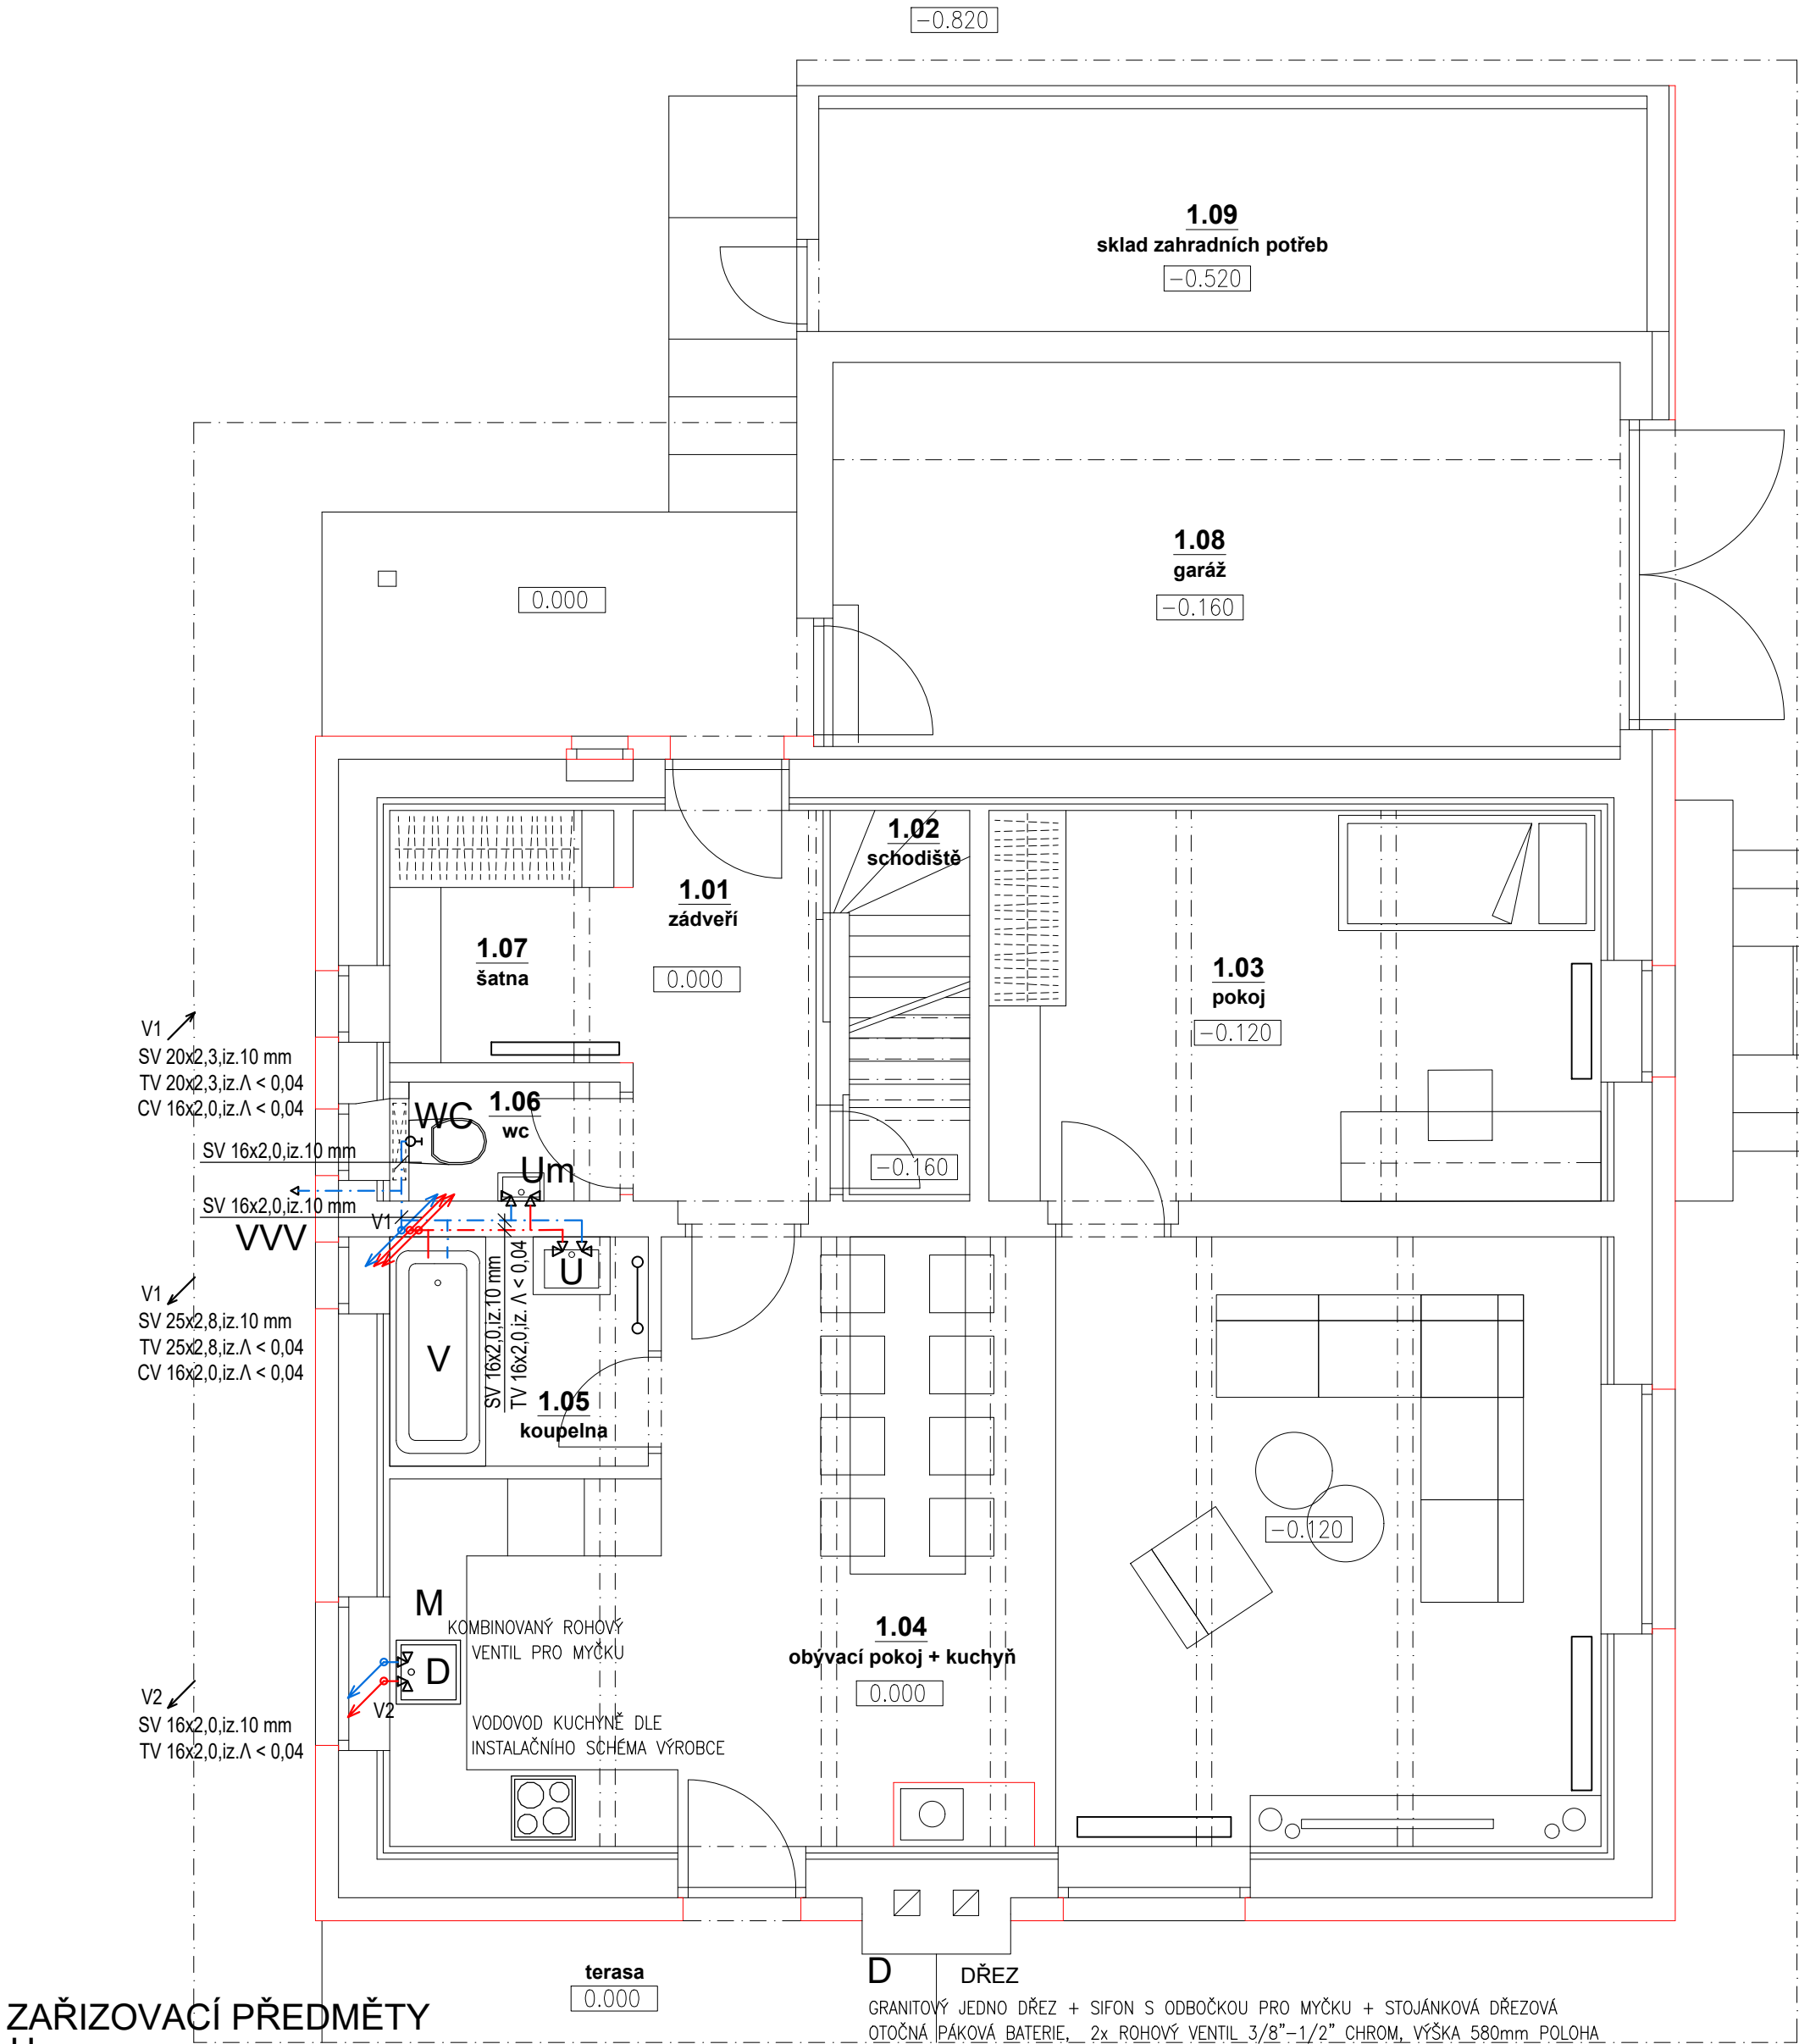 -0.820
1.09
sklad zahradních potřeb
-0.520
1.08
garáž
-0.160
0.000
1.02
schodiště
1.01
zádveří
0.000
1.07
šatna
1.03
pokoj
-0.120
V1
SV 20x2,3,iz.10 mm
TV 20x2,3,iz.Λ < 0,04
CV 16x2,0,iz.Λ < 0,04
WC
1.06
wc
SV 16x2,0,iz.10 mm
Um
-0.160
SV 16x2,0,iz.10 mm
V1
VVV
U
SV 16x2,0,iz.10 mm
TV 16x2,0,iz. Λ < 0,04
V1
SV 25x2,8,iz.10 mm
TV 25x2,8,iz.Λ < 0,04
CV 16x2,0,iz.Λ < 0,04
V
1.05
koupelna
-0.120
M
KOMBINOVANÝ ROHOVÝ
VENTIL PRO MYČKU
1.04
obývací pokoj + kuchyň
0.000
D
V2
V2
SV 16x2,0,iz.10 mm
TV 16x2,0,iz.Λ < 0,04
VODOVOD KUCHYNĚ DLE
INSTALAČNÍHO SCHÉMA VÝROBCE
terasa
0.000
D DŘEZ
GRANITOVÝ JEDNO DŘEZ + SIFON S ODBOČKOU PRO MYČKU + STOJÁNKOVÁ DŘEZOVÁ
OTOČNÁ PÁKOVÁ BATERIE, 2x ROHOVÝ VENTIL 3/8"-1/2" CHROM, VÝŠKA 580mm POLOHA
ZAŘIZOVACÍ PŘEDMĚTY